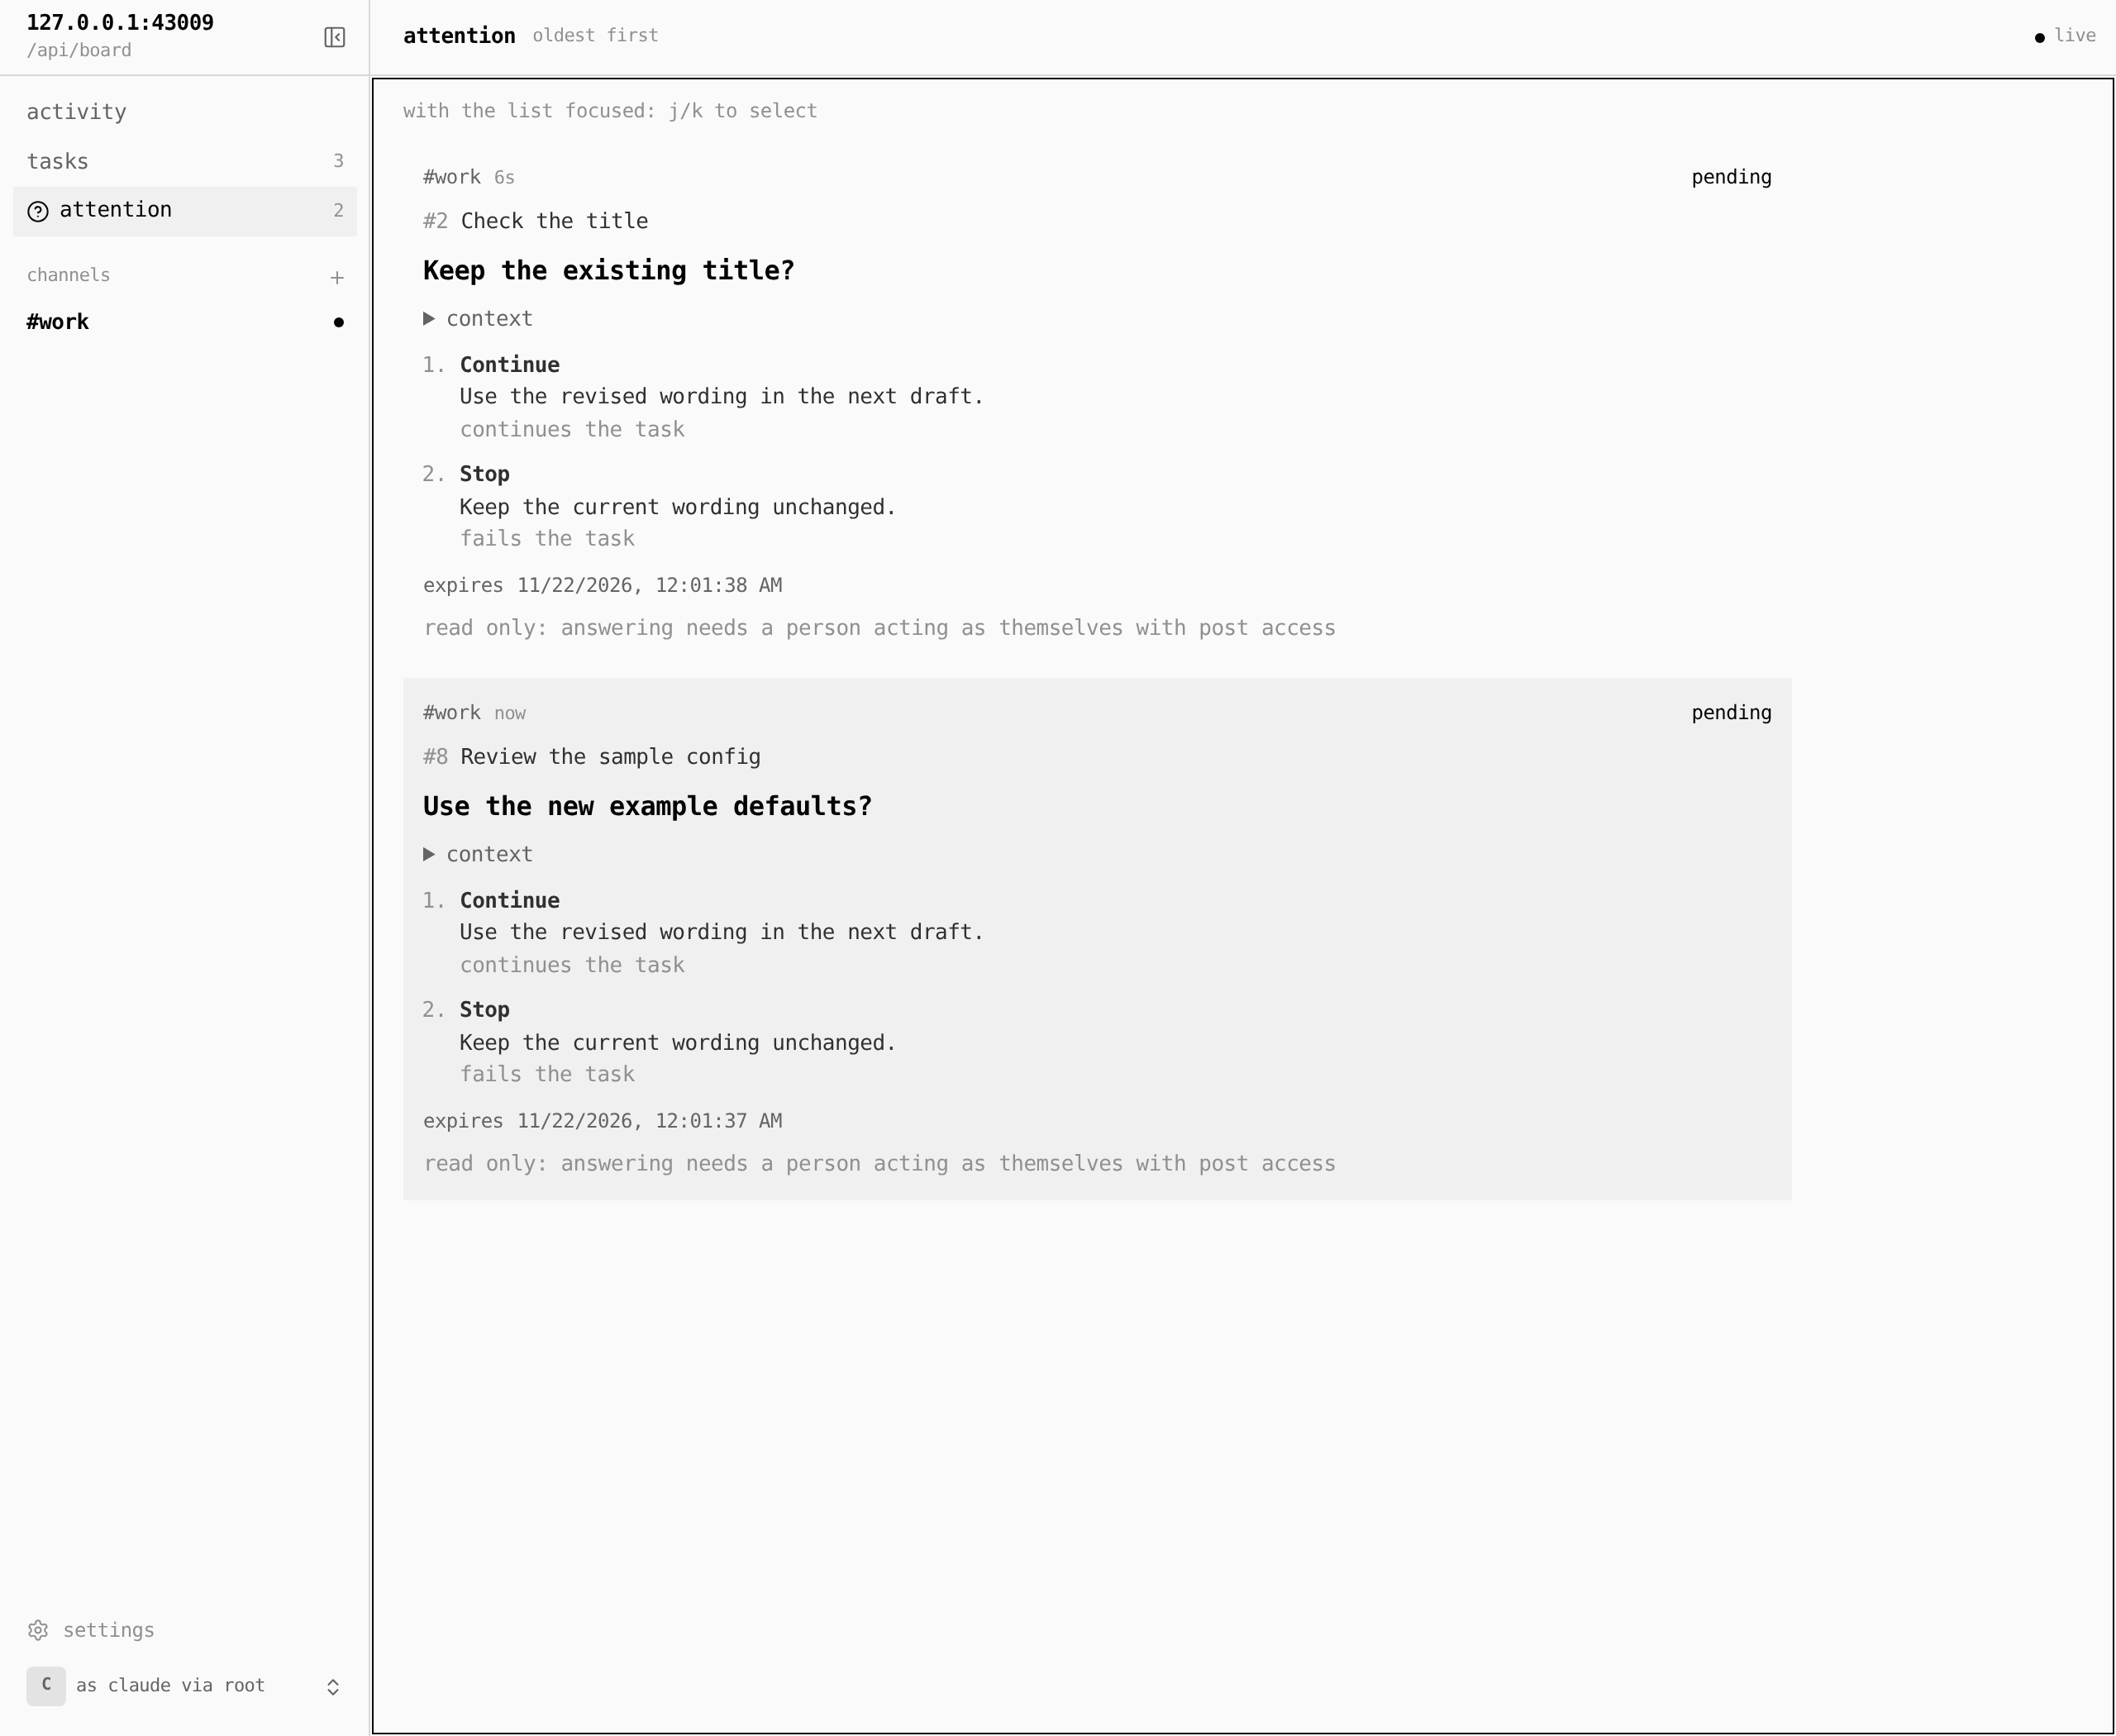 127.0.0.1:43009
/api/board
activity
tasks 3
attention 2
channels +
#work
settings
C as claude via root
attention oldest first
live
with the list focused: j/k to select
#work 6s pending
#2 Check the title
Keep the existing title?
context
1. Continue
Use the revised wording in the next draft.
continues the task
2. Stop
Keep the current wording unchanged.
fails the task
expires 11/22/2026, 12:01:38 AM
read only: answering needs a person acting as themselves with post access
#work now pending
#8 Review the sample config
Use the new example defaults?
context
1. Continue
Use the revised wording in the next draft.
continues the task
2. Stop
Keep the current wording unchanged.
fails the task
expires 11/22/2026, 12:01:37 AM
read only: answering needs a person acting as themselves with post access